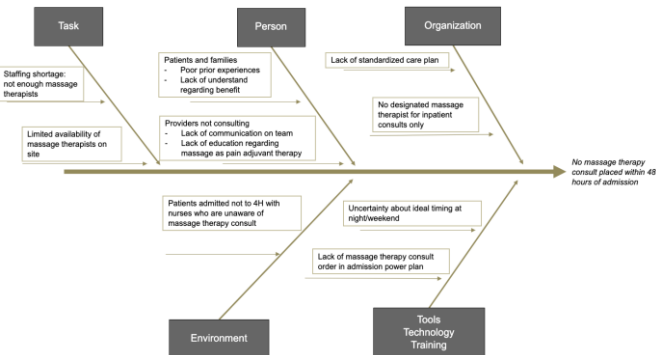 Task
Person
Organization
Staffing shortage:
not enough massage
therapists
Limited availability of
massage therapists on
site
Patients and families
- Poor prior experiences
- Lack of understand
regarding benefit
Providers not consulting
- Lack of communication on team
- Lack of education regarding
massage as pain adjuvant therapy
Lack of standardized care plan
No designated massage
therapist for inpatient
consults only
No massage therapy
consult placed within 48
hours of admission
Patients admitted not to 4H with
nurses who are unaware of
massage therapy consult
Uncertainty about ideal timing at
night/weekend
Lack of massage therapy consult
order in admission power plan
Environment
Tools
Technology
Training